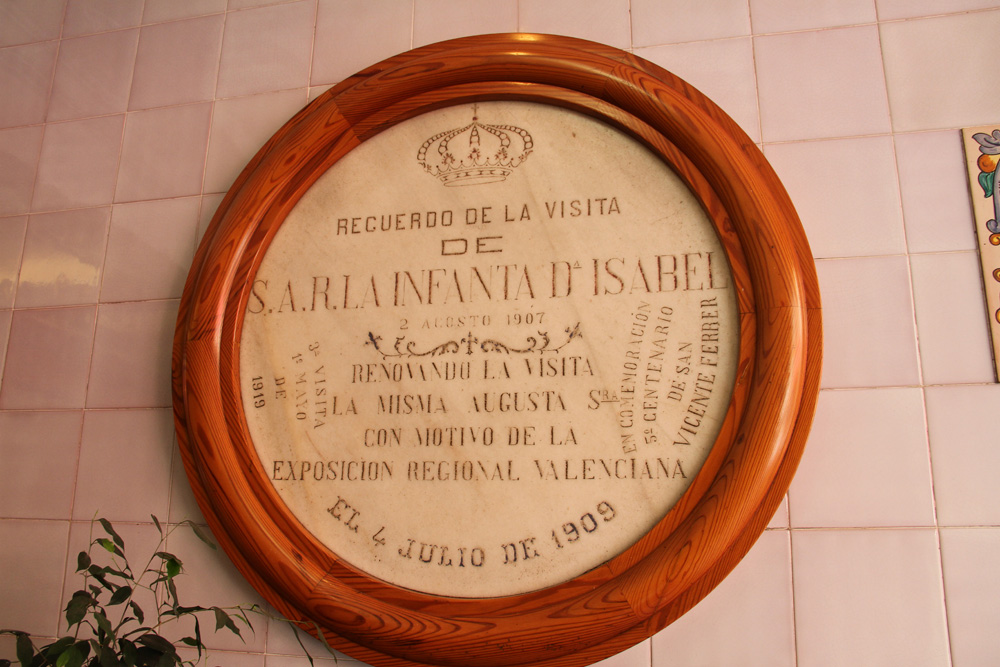 RECUERDO DE LA VISITA
DE
S.A.R. LA INFANTA Dª ISABEL
2 AGOSTO 1907
RENOVANDO LA VISITA
LA MISMA AUGUSTA SRA
CON MOTIVO DE LA
EXPOSICION REGIONAL VALENCIANA
EL 4 JULIO DE 1909
3ª VISITA
1º MAYO
DE
1919
EN COMEMORACIÓN
5º CENTENARIO
DE SAN
VICENTE FERRER